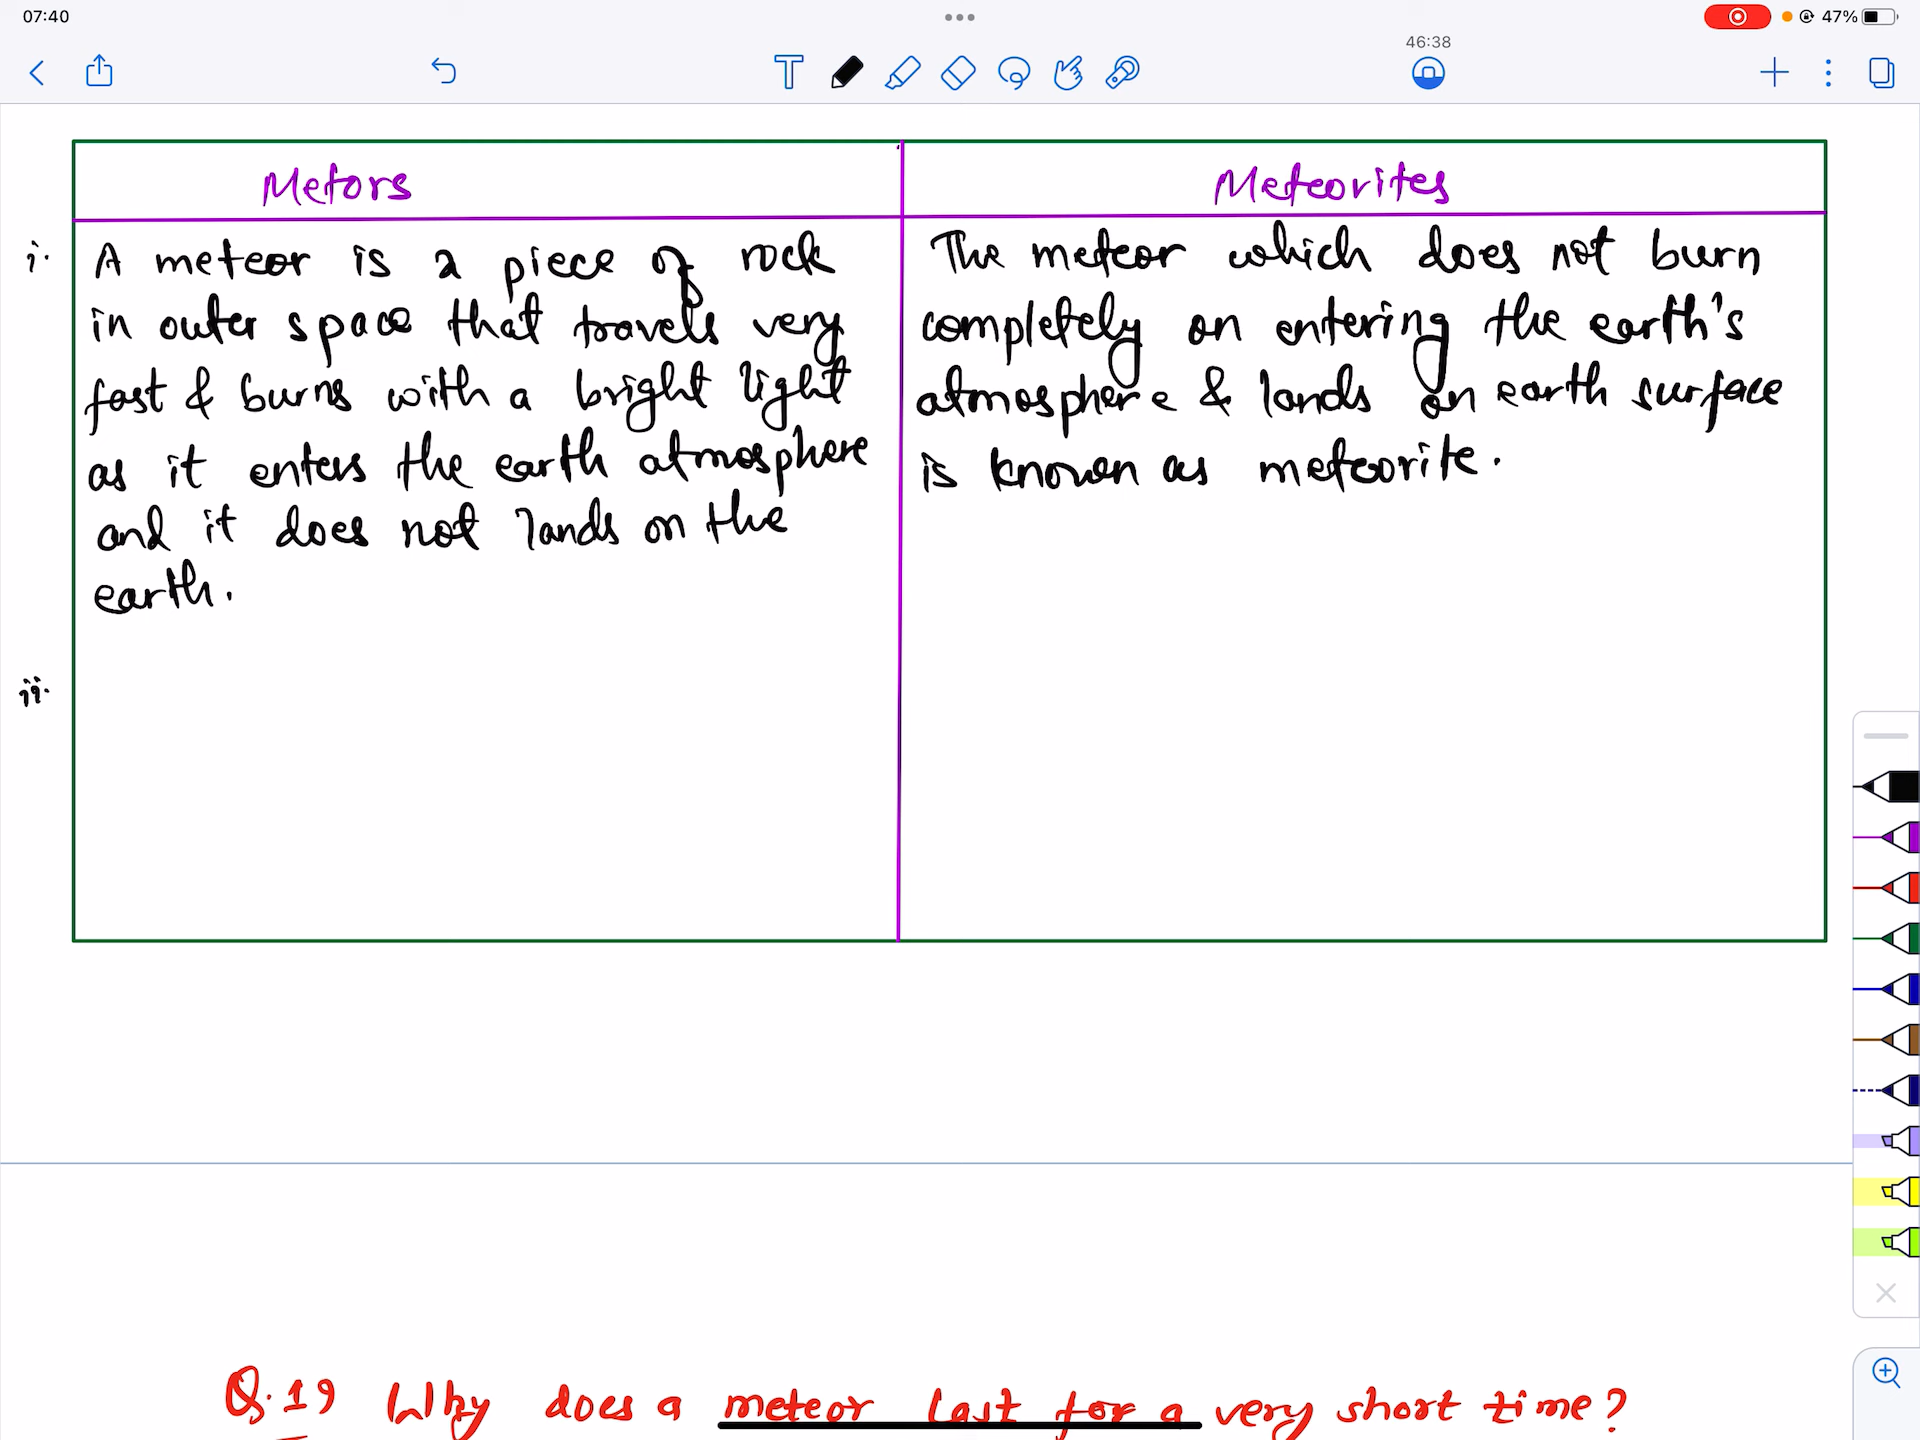 07:40
47%
46:38
T
Metors
Meteorites
i.
A meteor is a piece of rock
in outer space that travels very
fast & burns with a bright light
as it enters the earth atmosphere
and it does not lands on the
earth.
The meteor which does not burn
completely on entering the earth's
atmosphere & lands on earth surface
is known as meteorite.
ii.
Q.19 Why does a meteor last for a very short time?